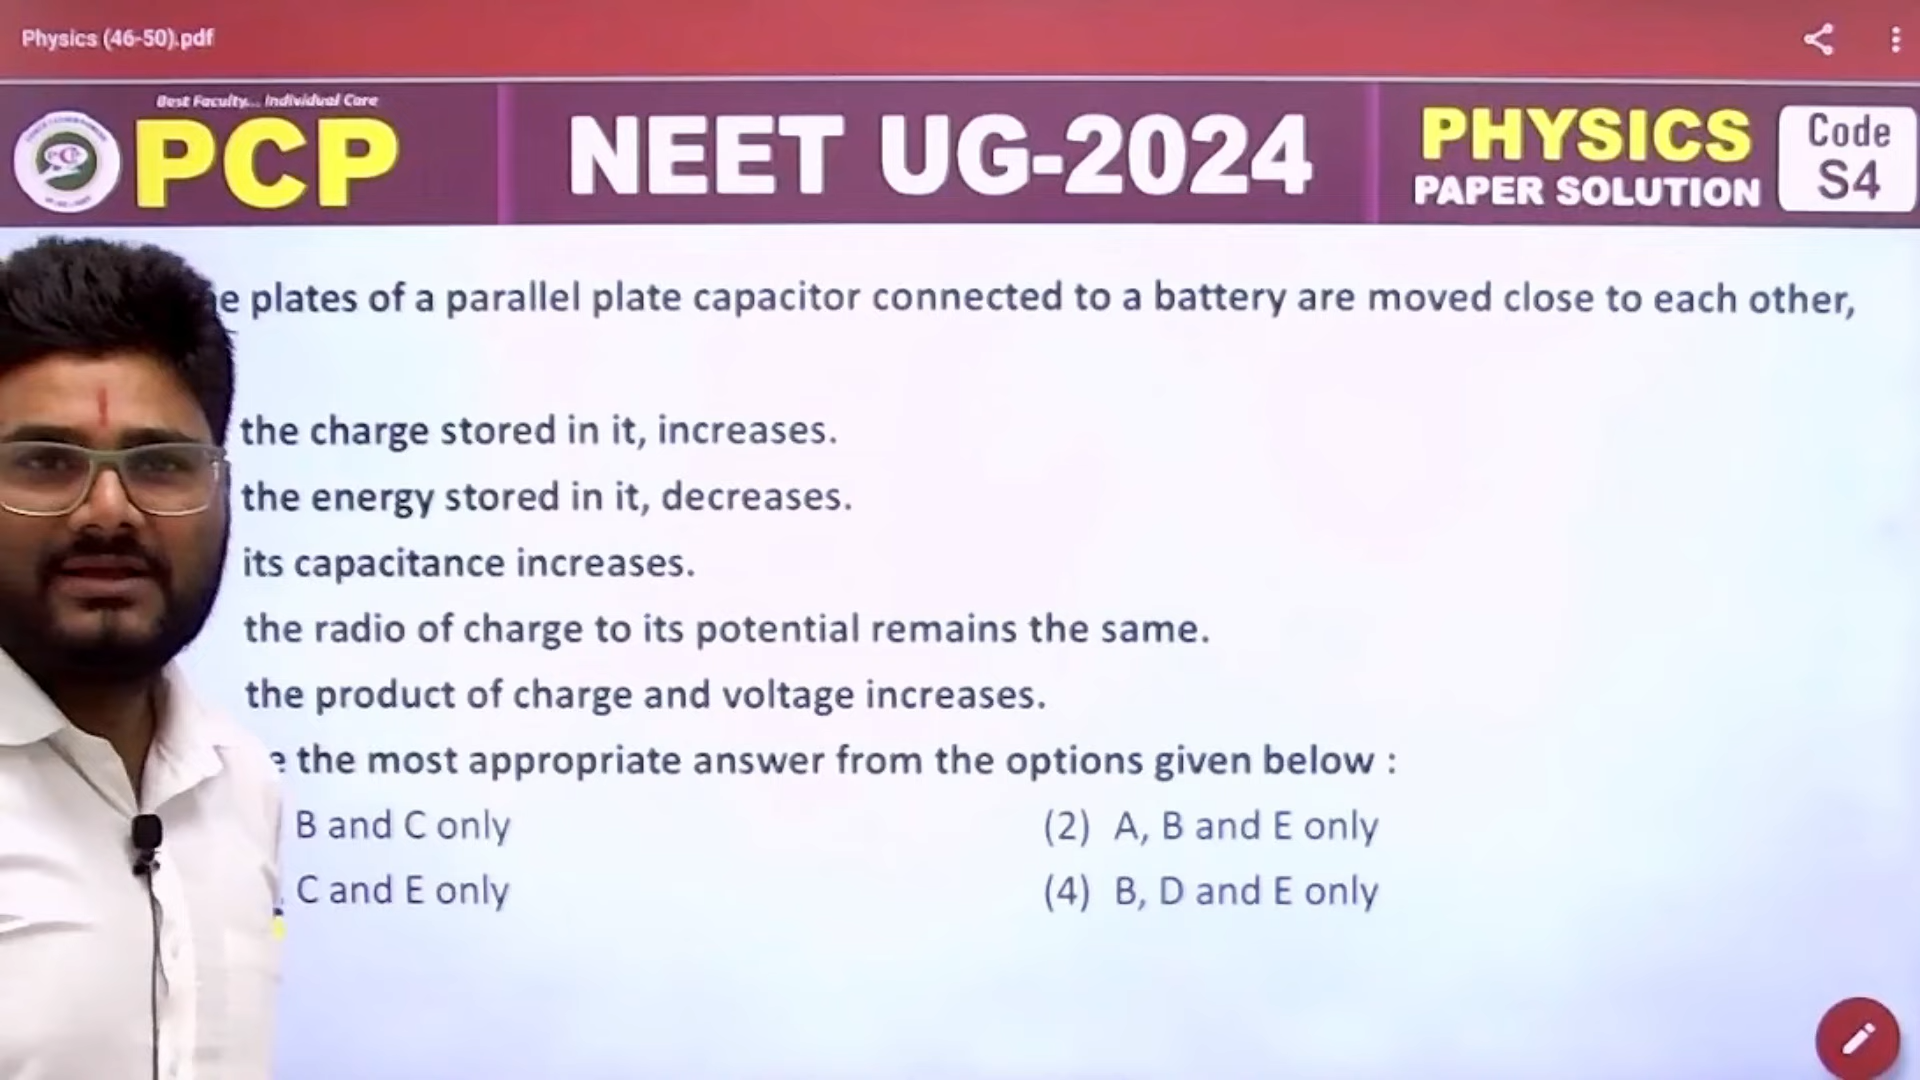 Physics (46-50).pdf
Best Faculty... Individual Care
PCP
NEET UG-2024
PHYSICS
PAPER SOLUTION
Code
S4
plates of a parallel plate capacitor connected to a battery are moved close to each other,
the charge stored in it, increases.
the energy stored in it, decreases.
its capacitance increases.
the radio of charge to its potential remains the same.
the product of charge and voltage increases.
the most appropriate answer from the options given below :
B and C only
(2) A, B and E only
C and E only
(4) B, D and E only